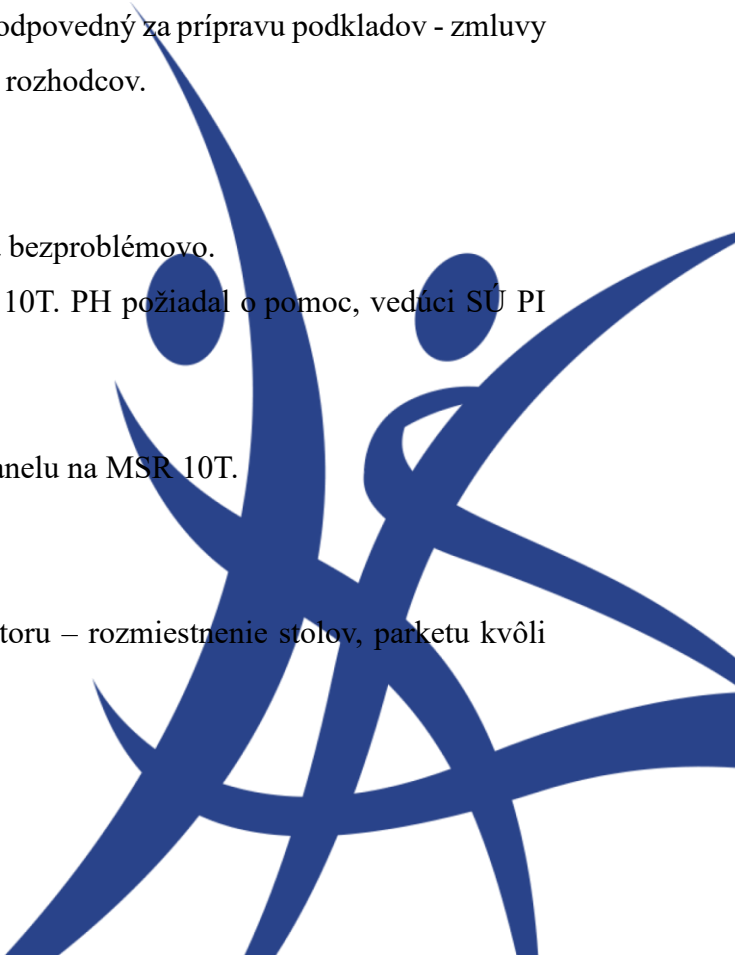 odpovedný za prípravu podkladov - zmluvy
rozhodcov.
bezproblémovo.
10T. PH požiadal o pomoc, vedúci SÚ PI
anelu na MSR 10T.
toru – rozmiestnenie stolov, parketu kvôli